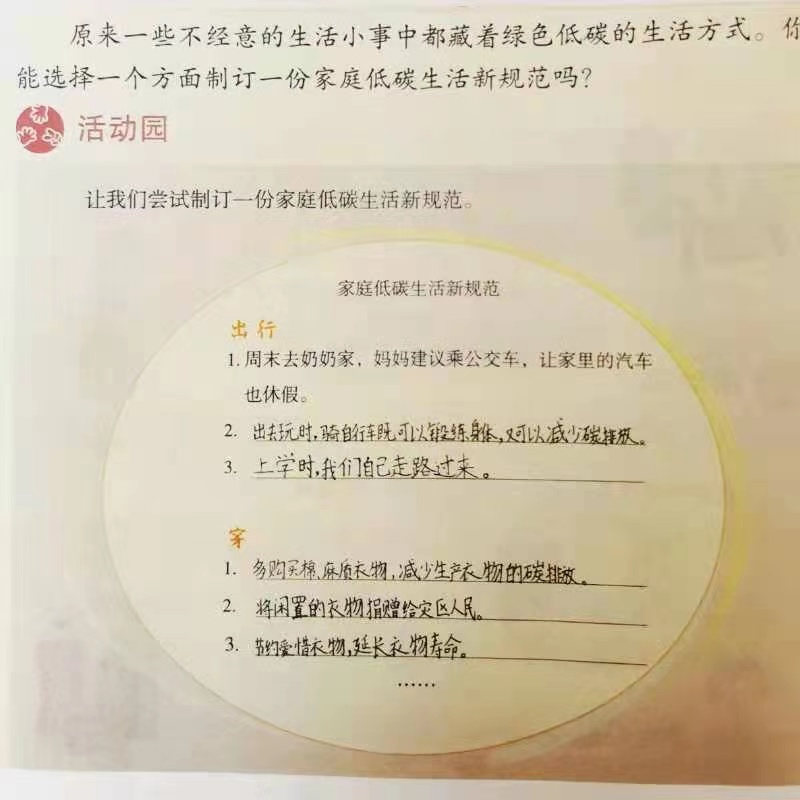 原来一些不经意的生活小事中都藏着绿色低碳的生活方式。你
能选择一个方面制订一份家庭低碳生活新规范吗？
活动园
让我们尝试制订一份家庭低碳生活新规范。
家庭低碳生活新规范
出行
1. 周末去奶奶家，妈妈建议乘公交车，让家里的汽车
也休假。
2. 出去玩时，骑自行车既可以锻练身体，又可以减少碳排放。
3. 上学时，我们自己走路过来。
穿
1. 多购买棉、麻质衣物，减少生产衣物的碳排放。
2. 将闲置的衣物捐赠给灾区人民。
3. 节约爱惜衣物，延长衣物寿命。
……